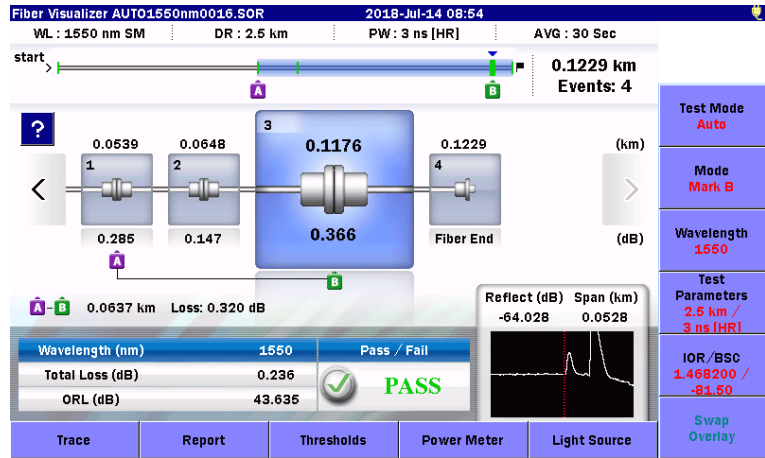 Fiber Visualizer AUTO1550nm0016.SOR 2018-Jul-14 08:54
WL : 1550 nm SM DR : 2.5 km PW : 3 ns [HR] AVG : 30 Sec
start
0.1229 km
Events: 4
A B
?
0.0539 0.0648 3 0.1176 0.1229 (km)
1 2 4
0.285 0.147 0.366 Fiber End (dB)
A
B
A-B 0.0637 km Loss: 0.320 dB
Reflect (dB) Span (km)
-64.028 0.0528
Wavelength (nm) 1550 Pass / Fail
Total Loss (dB) 0.236
PASS
ORL (dB) 43.635
Test Mode
Auto
Mode
Mark B
Wavelength
1550
Test
Parameters
2.5 km /
3 ns [HR]
IOR/BSC
1.468200 /
-81.50
Swap
Overlay
Trace Report Thresholds Power Meter Light Source